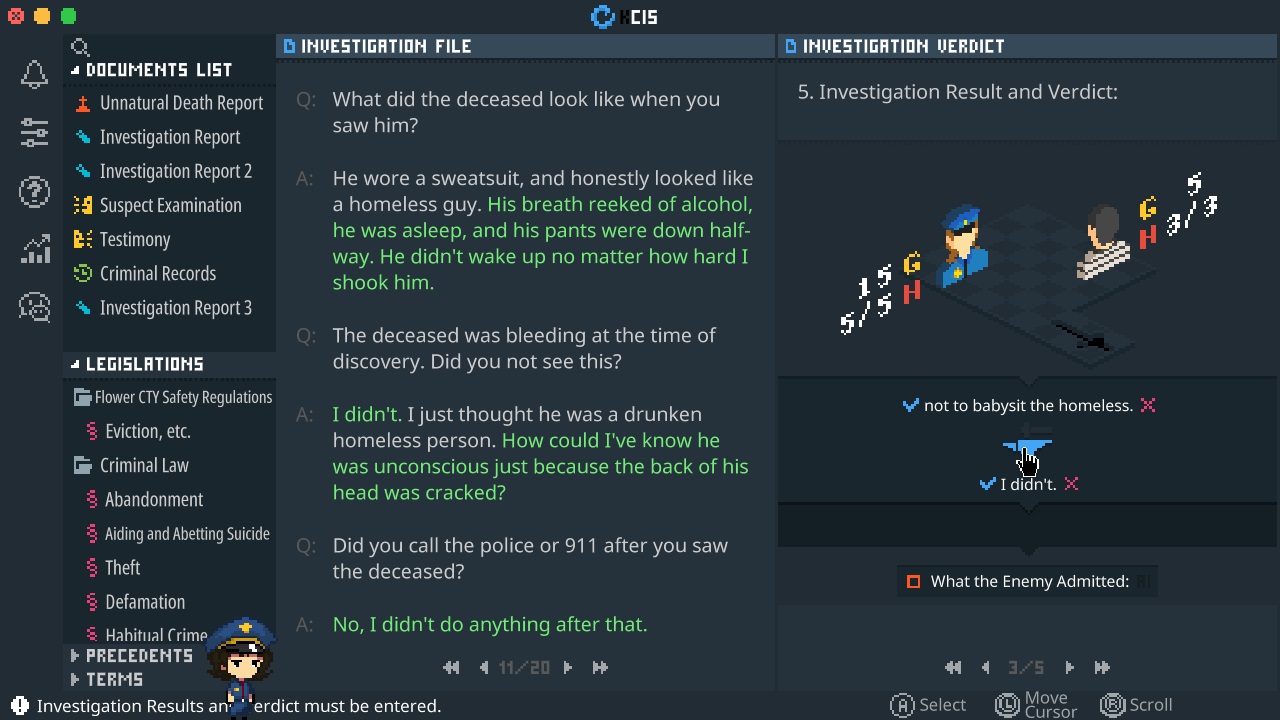 KCIS
DOCUMENTS LIST
Unnatural Death Report
Investigation Report
Investigation Report 2
Suspect Examination
Testimony
Criminal Records
Investigation Report 3
LEGISLATIONS
Flower CTY Safety Regulations
Eviction, etc.
Criminal Law
Abandonment
Aiding and Abetting Suicide
Theft
Defamation
Habitual Crime
PRECEDENTS
TERMS
INVESTIGATION FILE
Q: What did the deceased look like when you
saw him?
A: He wore a sweatsuit, and honestly looked like
a homeless guy. His breath reeked of alcohol,
he was asleep, and his pants were down half-
way. He didn't wake up no matter how hard I
shook him.
Q: The deceased was bleeding at the time of
discovery. Did you not see this?
A: I didn't. I just thought he was a drunken
homeless person. How could I've know he
was unconscious just because the back of his
head was cracked?
Q: Did you call the police or 911 after you saw
the deceased?
A: No, I didn't do anything after that.
11/20
INVESTIGATION VERDICT
5. Investigation Result and Verdict:
G 5
H 3/3
G 15
H 5/5
not to babysit the homeless.
I didn't.
What the Enemy Admitted:
3/5
Investigation Results an erdict must be entered.
A Select
L Move
Cursor
R Scroll